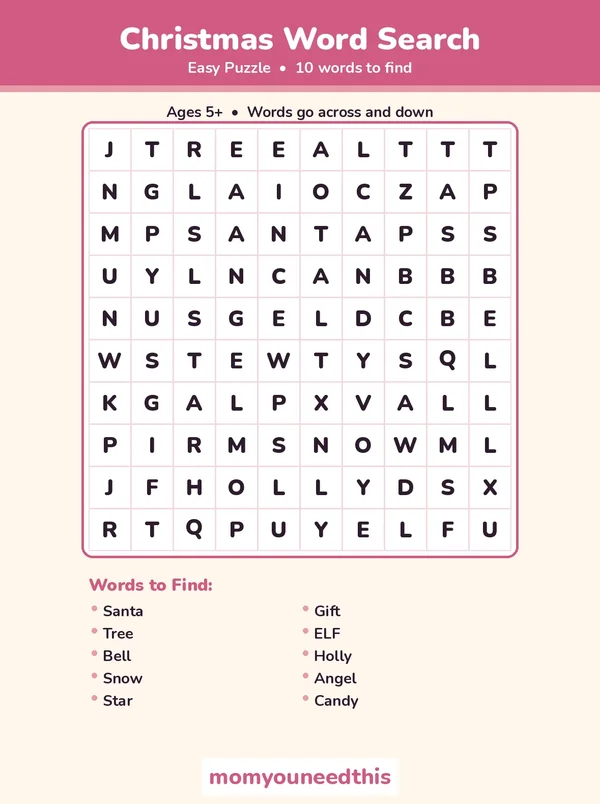 Christmas Word Search
Easy Puzzle • 10 words to find
Ages 5+ • Words go across and down
J T R E E A L T T T
N G L A I O C Z A P
M P S A N T A P S S
U Y L N C A N B B B
N U S G E L D C B E
W S T E W T Y S Q L
K G A L P X V A L L
P I R M S N O W M L
J F H O L L Y D S X
R T Q P U Y E L F U
Words to Find:
• Santa • Gift
• Tree • ELF
• Bell • Holly
• Snow • Angel
• Star • Candy
momyouneedthis